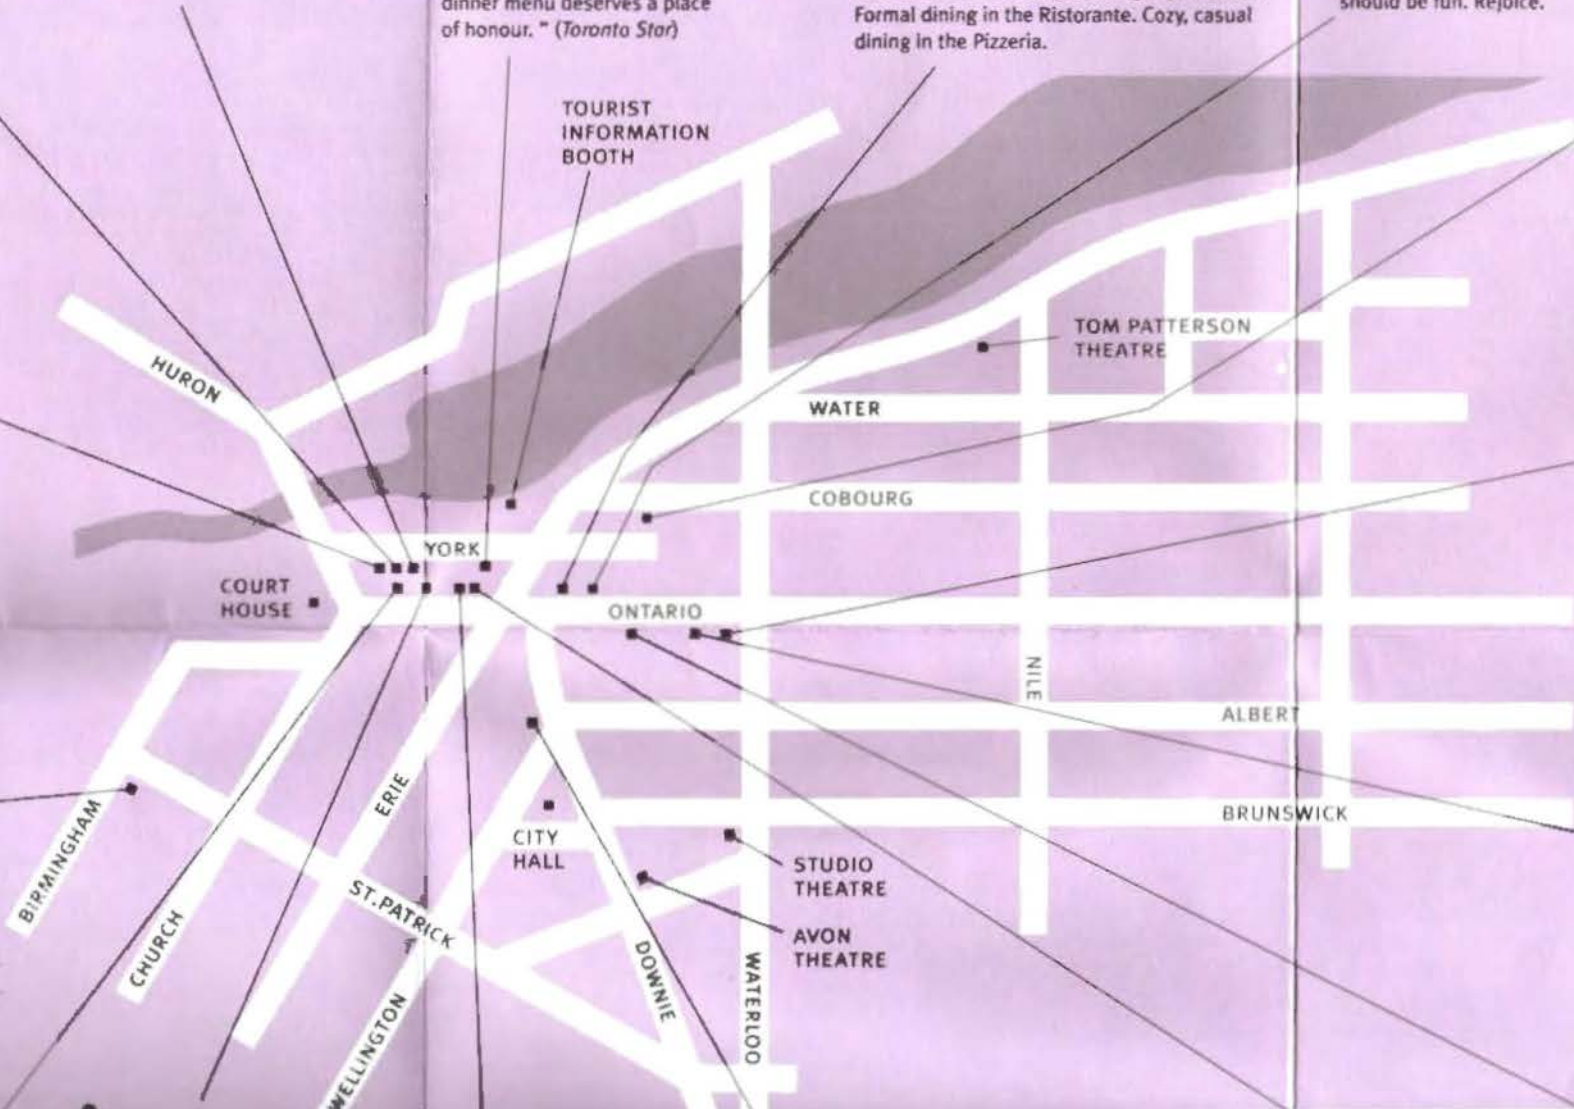 dinner menu deserves a place
of honour." (Toronto Star)
Formal dining in the Ristorante. Cozy, casual
dining in the Pizzeria.
should be fun. Rejoice.
TOURIST
INFORMATION
BOOTH
TOM PATTERSON
THEATRE
HURON
WATER
COBOURG
YORK
COURT
HOUSE
ONTARIO
NILE
ALBERT
ERIE
BIRMINGHAM
BRUNSWICK
CITY
HALL
STUDIO
THEATRE
ST.PATRICK
CHURCH
AVON
THEATRE
DOWNIE
WATERLOO
WELLINGTON